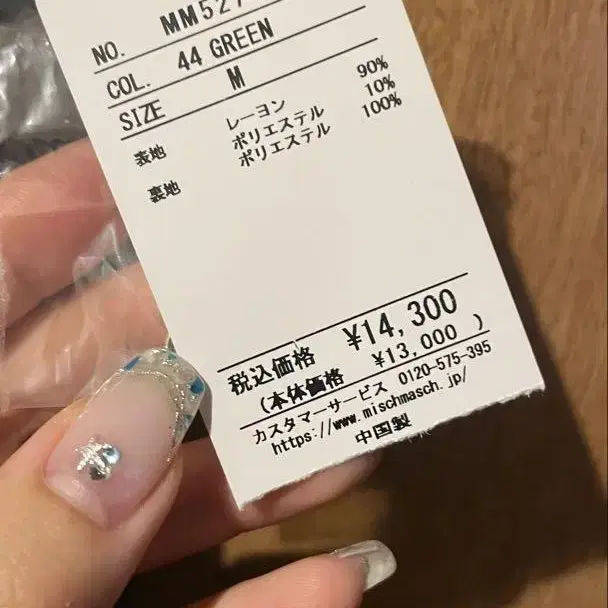 NO. MM527
COL. 44 GREEN
SIZE M
表地 レーヨン 90%
ポリエステル 10%
裏地 ポリエステル 100%
税込価格 ¥14,300
(本体価格 ¥13,000 )
カスタマーサービス 0120-575-395
https://www.mischmasch.jp/
中国製